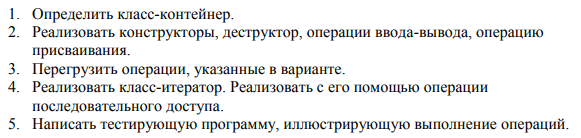 1. Определить класс-контейнер.
2. Реализовать конструкторы, деструктор, операции ввода-вывода, операцию
присваивания.
3. Перегрузить операции, указанные в варианте.
4. Реализовать класс-итератор. Реализовать с его помощью операции
последовательного доступа.
5. Написать тестирующую программу, иллюстрирующую выполнение операций.